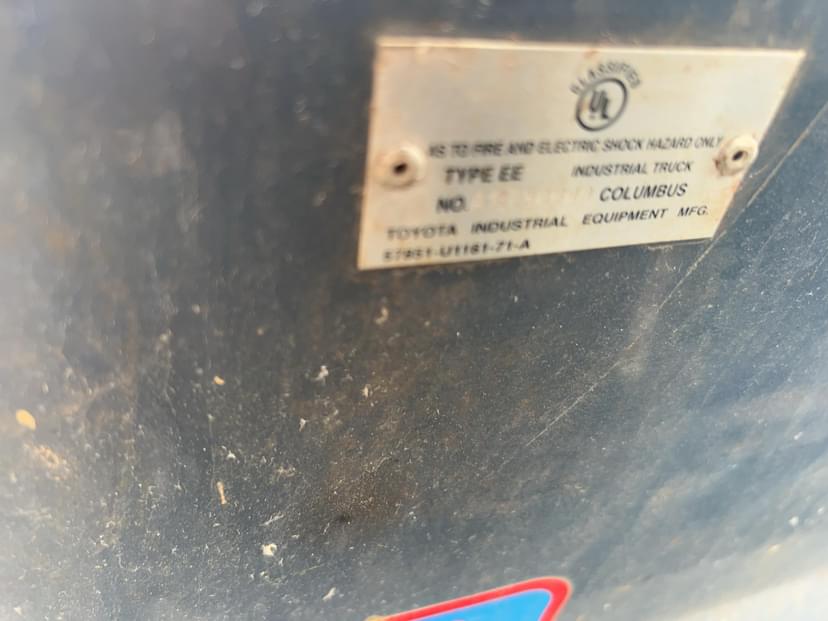 CLASSIFIED
UL
AS TO FIRE AND ELECTRIC SHOCK HAZARD ONLY
TYPE EE INDUSTRIAL TRUCK
NO. COLUMBUS
TOYOTA INDUSTRIAL EQUIPMENT MFG.
57951-U1161-71-A